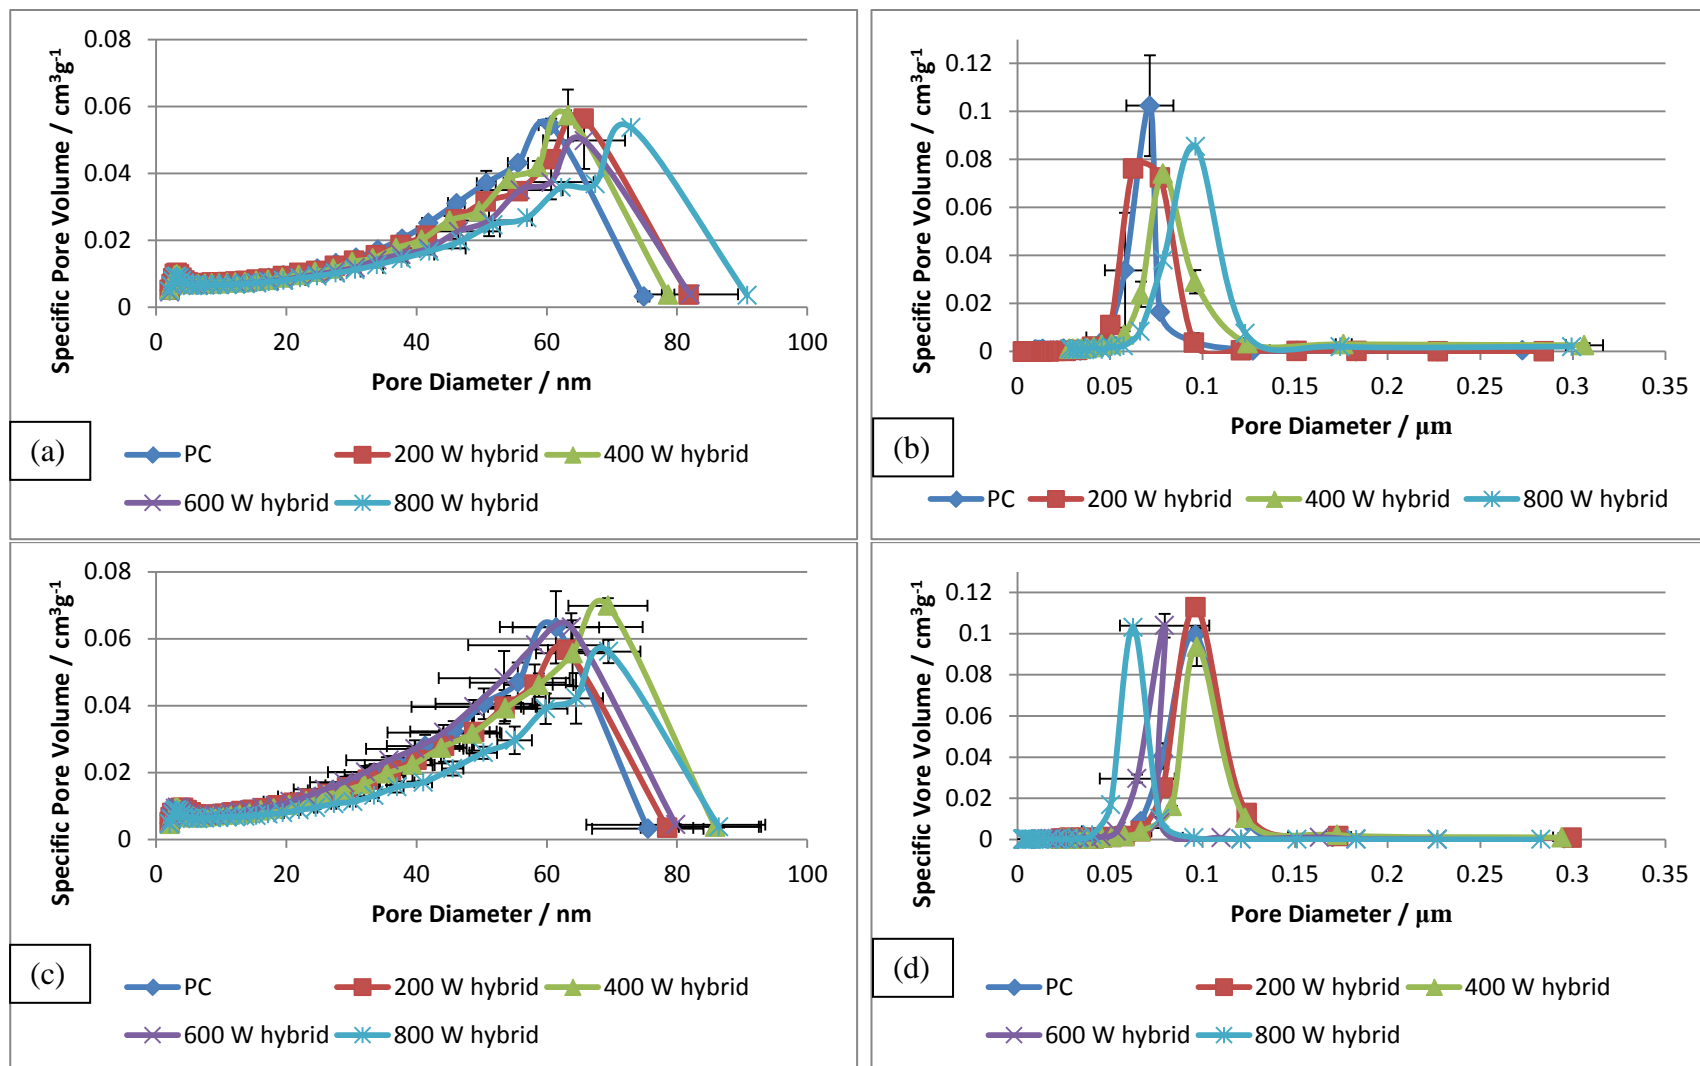 Specific Pore Volume / cm³g⁻¹
0.08
0.06
0.04
0.02
0
0 20 40 60 80 100
Pore Diameter / nm
(a)
PC 200 W hybrid 400 W hybrid
600 W hybrid 800 W hybrid
Specific Pore Volume / cm³g⁻¹
0.12
0.1
0.08
0.06
0.04
0.02
0
0 0.05 0.1 0.15 0.2 0.25 0.3 0.35
Pore Diameter / µm
(b)
PC 200 W hybrid 400 W hybrid 800 W hybrid
Specific Pore Volume / cm³g⁻¹
0.08
0.06
0.04
0.02
0
0 20 40 60 80 100
Pore Diameter / nm
(c)
PC 200 W hybrid 400 W hybrid
600 W hybrid 800 W hybrid
Specific Vore Volume / cm³g⁻¹
0.12
0.1
0.08
0.06
0.04
0.02
0
0 0.05 0.1 0.15 0.2 0.25 0.3 0.35
Pore Diameter / µm
(d)
PC 200 W hybrid 400 W hybrid
600 W hybrid 800 W hybrid